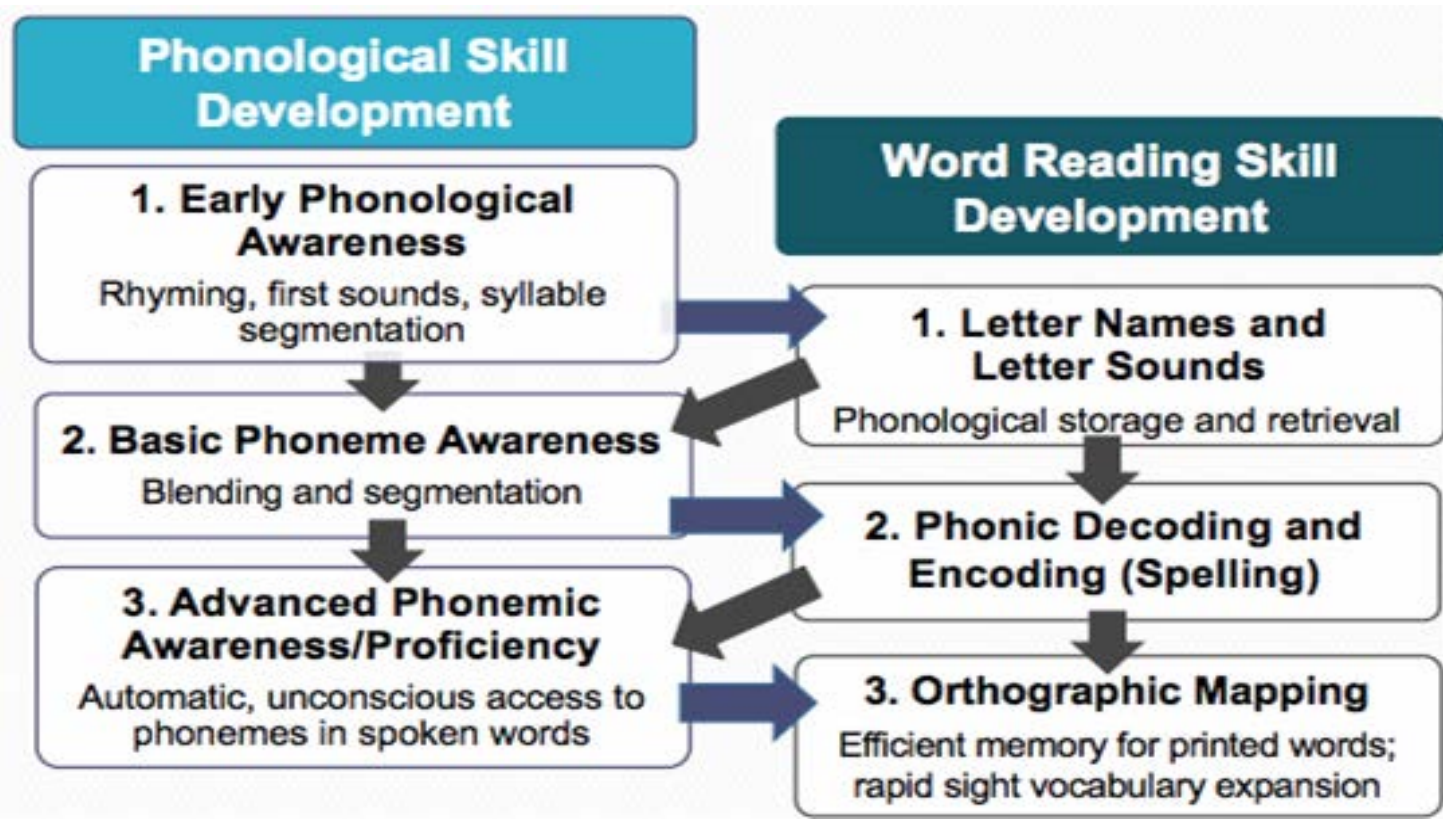 Phonological Skill
Development
1. Early Phonological
Awareness
Rhyming, first sounds, syllable
segmentation
2. Basic Phoneme Awareness
Blending and segmentation
3. Advanced Phonemic
Awareness/Proficiency
Automatic, unconscious access to
phonemes in spoken words
Word Reading Skill
Development
1. Letter Names and
Letter Sounds
Phonological storage and retrieval
2. Phonic Decoding and
Encoding (Spelling)
3. Orthographic Mapping
Efficient memory for printed words;
rapid sight vocabulary expansion